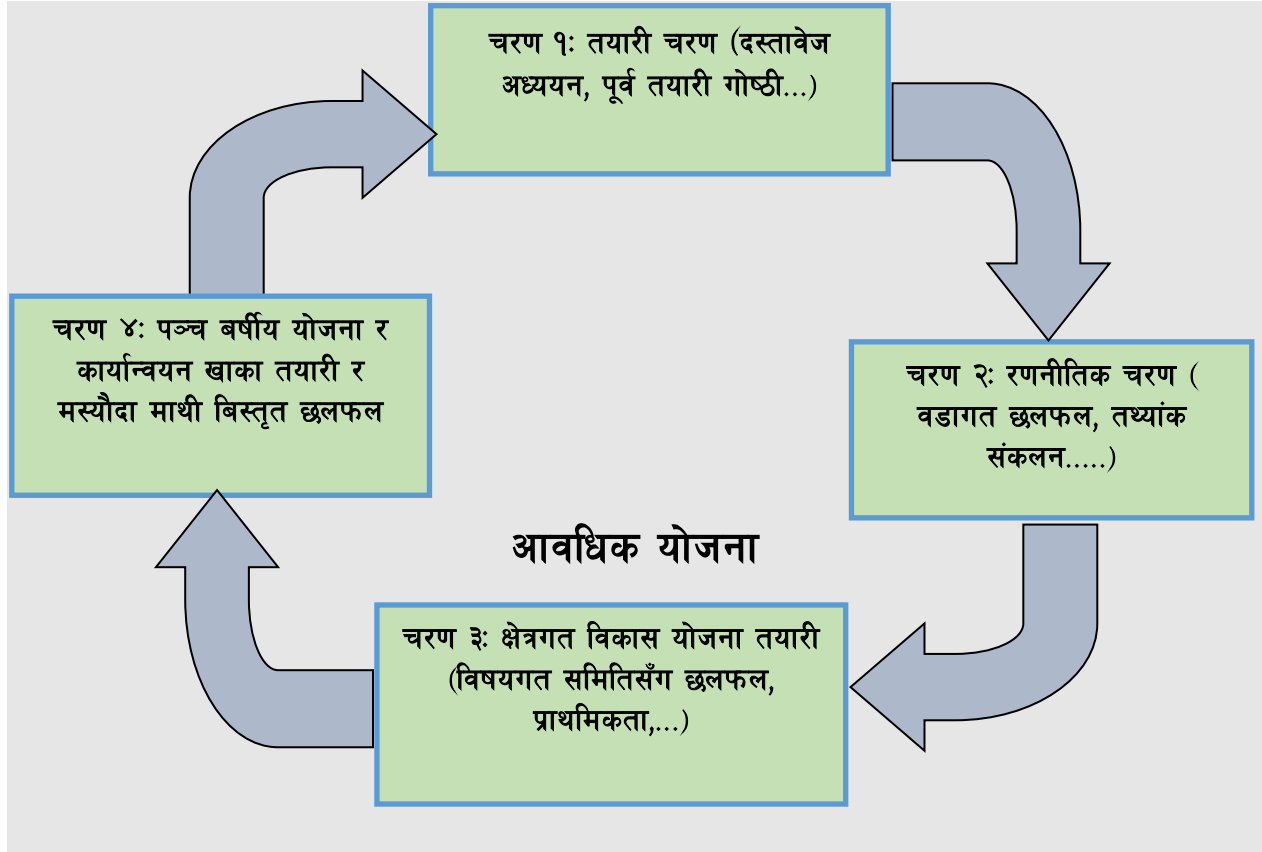 चरण १: तयारी चरण (दस्तावेज
अध्ययन, पूर्व तयारी गोष्ठी...)
चरण २: रणनीतिक चरण (
वडागत छलफल, तथ्यांक
संकलन.....)
चरण ३: क्षेत्रगत विकास योजना तयारी
(विषयगत समितिसँग छलफल,
प्राथमिकता,...)
चरण ४: पञ्च बर्षीय योजना र
कार्यान्वयन खाका तयारी र
मस्यौदा माथी बिस्तृत छलफल
आवधिक योजना